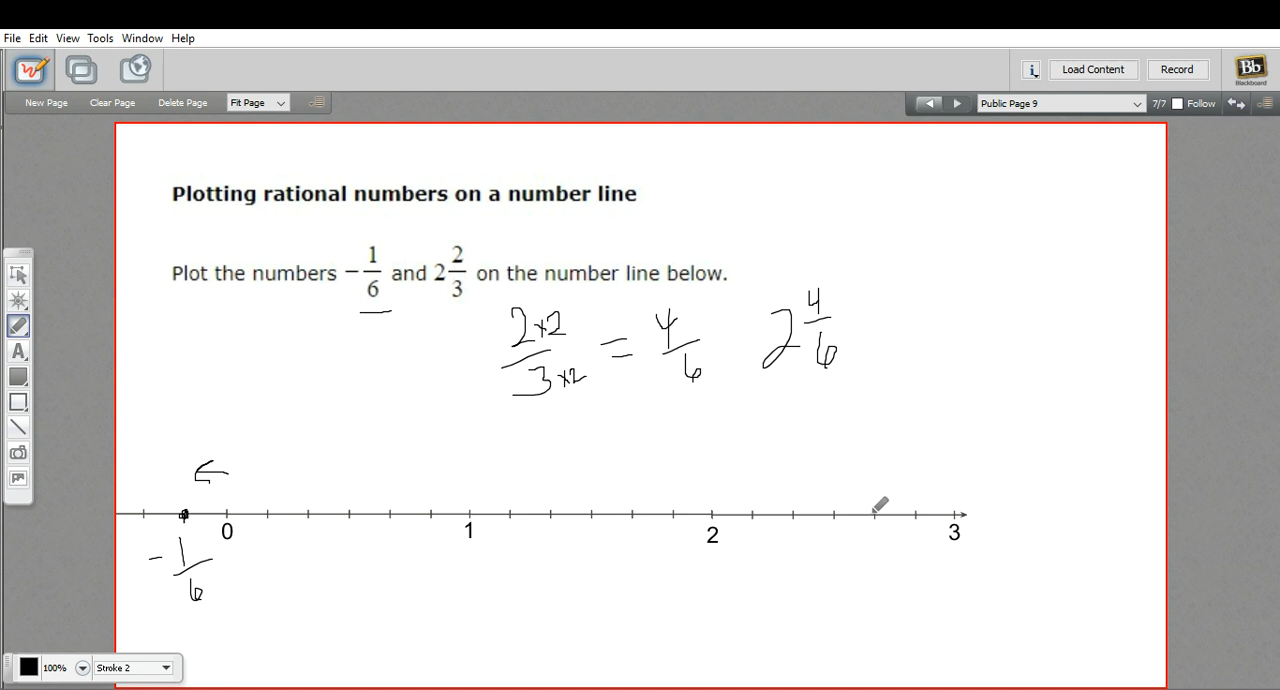 File Edit View Tools Window Help
i Load Content Record Bb
Blackboard
New Page Clear Page Delete Page Fit Page Public Page 9 7/7 Follow
Plotting rational numbers on a number line
Plot the numbers -1/6 and 2 2/3 on the number line below.
2×2/3×2 = 4/6 2 4/6
A
0 1 2 3
-1/6
100% Stroke 2